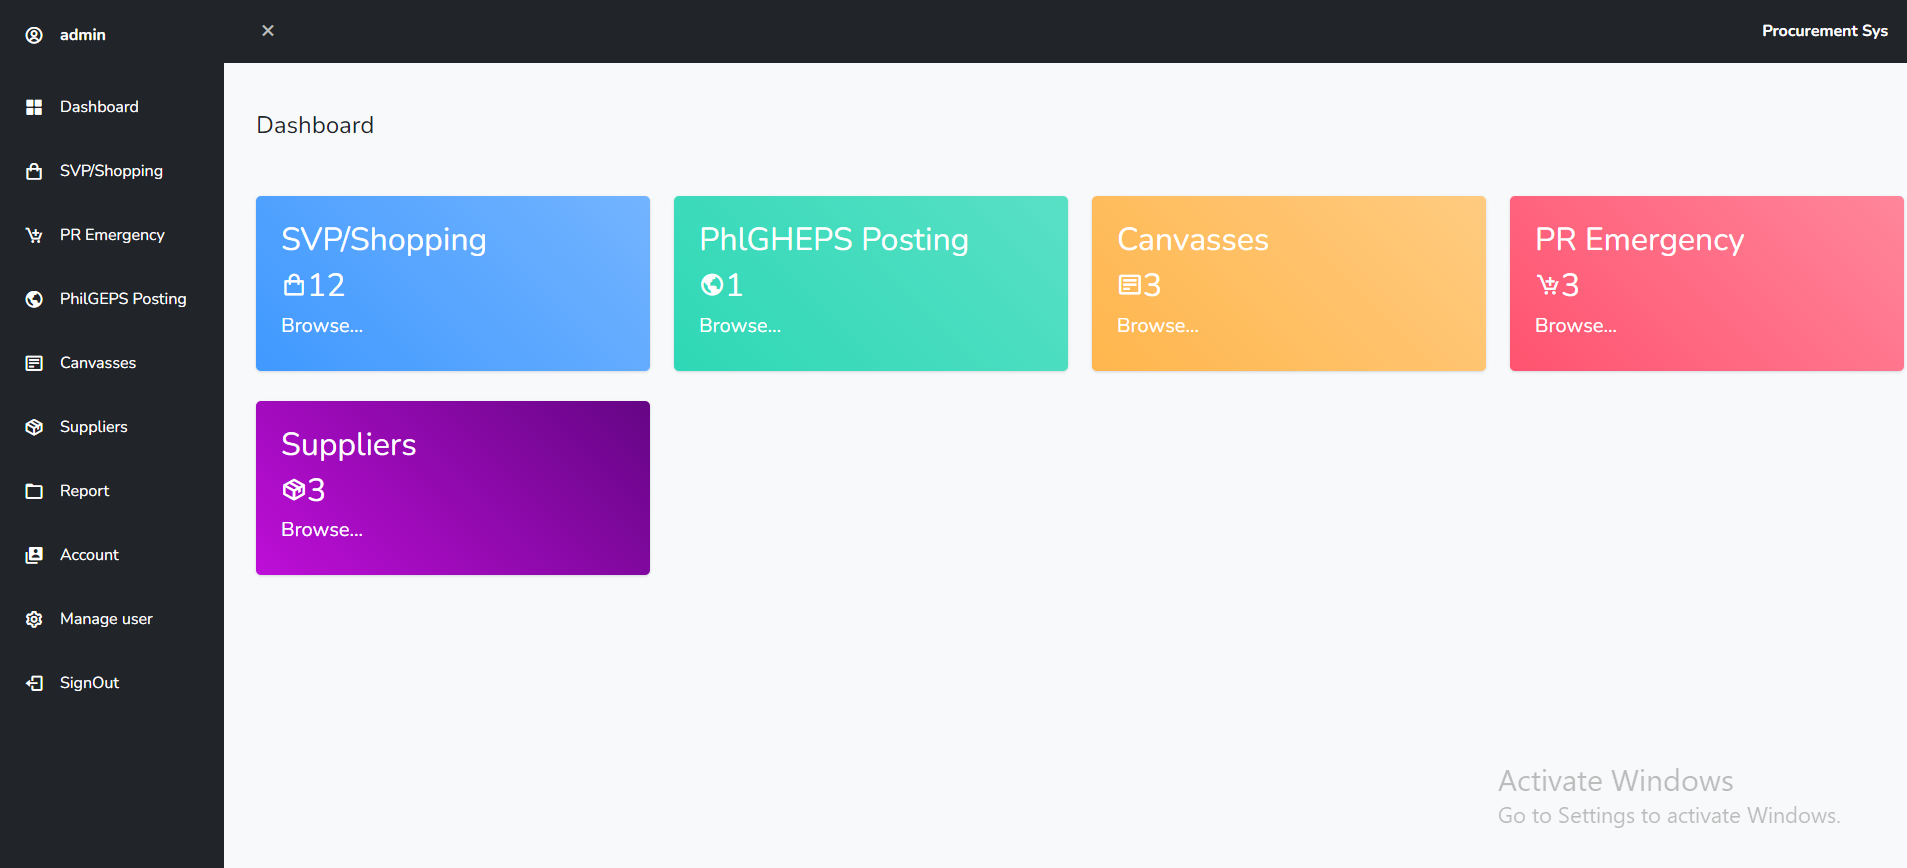 admin
Procurement Sys
Dashboard
SVP/Shopping
PR Emergency
PhilGEPS Posting
Canvasses
Suppliers
Report
Account
Manage user
SignOut
Dashboard
SVP/Shopping
12
Browse...
PhlGHEPS Posting
1
Browse...
Canvasses
3
Browse...
PR Emergency
3
Browse...
Suppliers
3
Browse...
Activate Windows
Go to Settings to activate Windows.